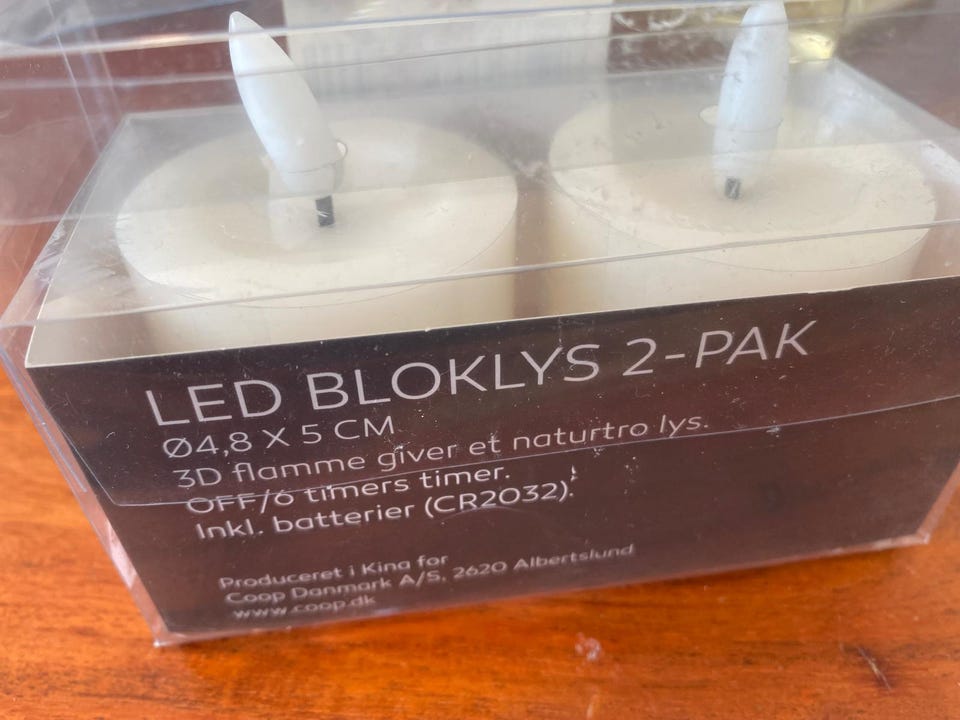 LED BLOKLYS 2-PAK
Ø4,8 X 5 CM
3D flamme giver et naturtro lys.
OFF/6 timers timer.
Inkl. batterier (CR2032).
Produceret i Kina for
Coop Danmark A/S, 2620 Albertslund
www.coop.dk